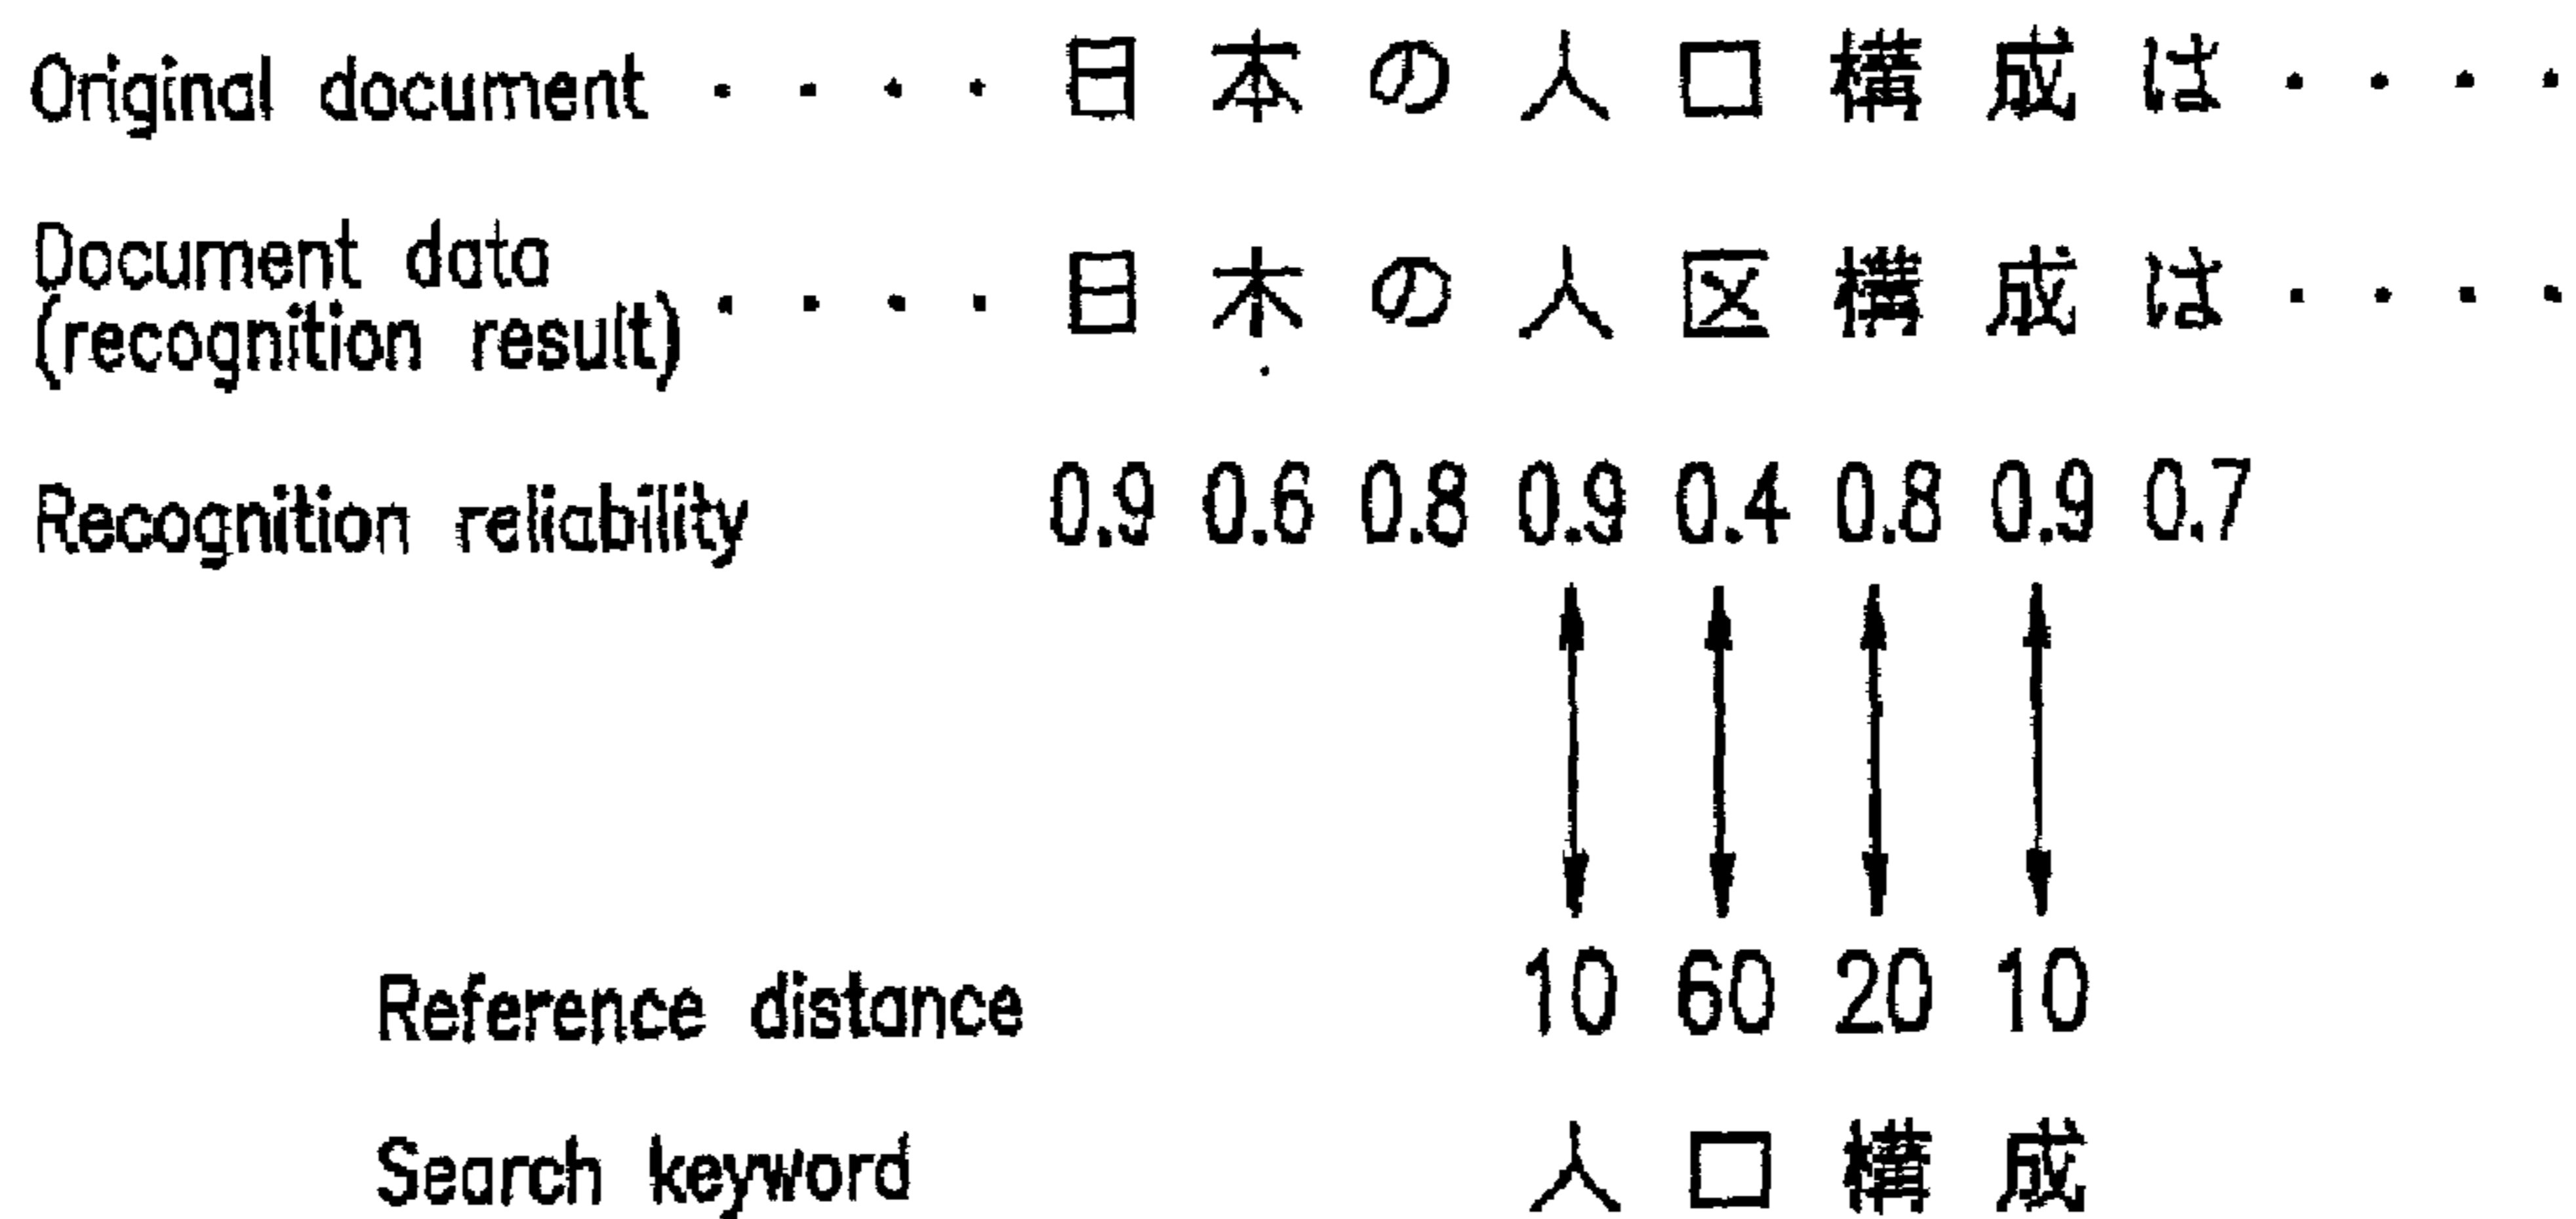 Original document ・・・・ 日本の人口構成は・・・・
Document data
(recognition result) ・・・・ 日木の人区構成は・・・・
Recognition reliability 0.9 0.6 0.8 0.9 0.4 0.8 0.9 0.7
Reference distance 10 60 20 10
Search keyword 人口構成